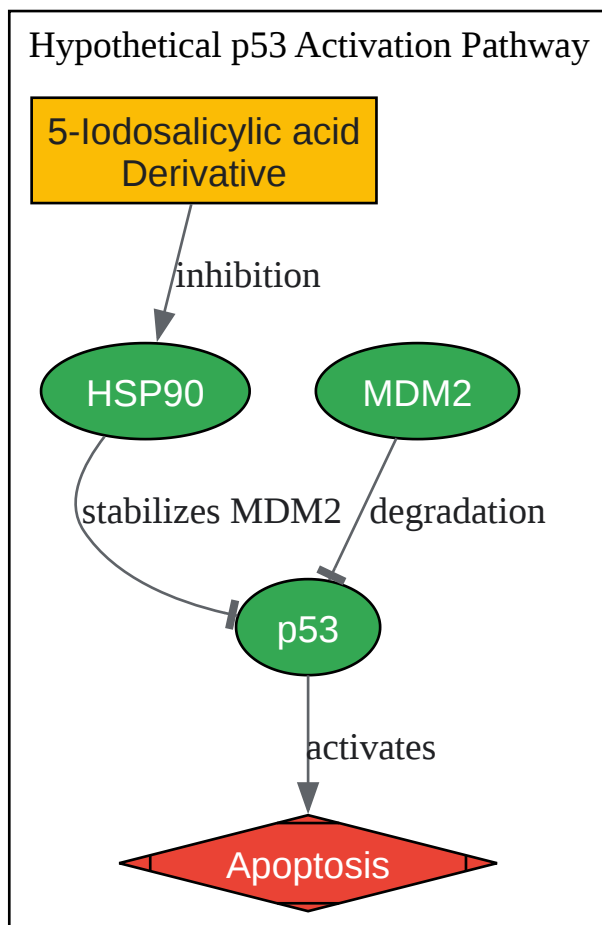 Hypothetical p53 Activation Pathway
5-Iodosalicylic acid
Derivative
inhibition
HSP90
MDM2
stabilizes MDM2
degradation
p53
activates
Apoptosis